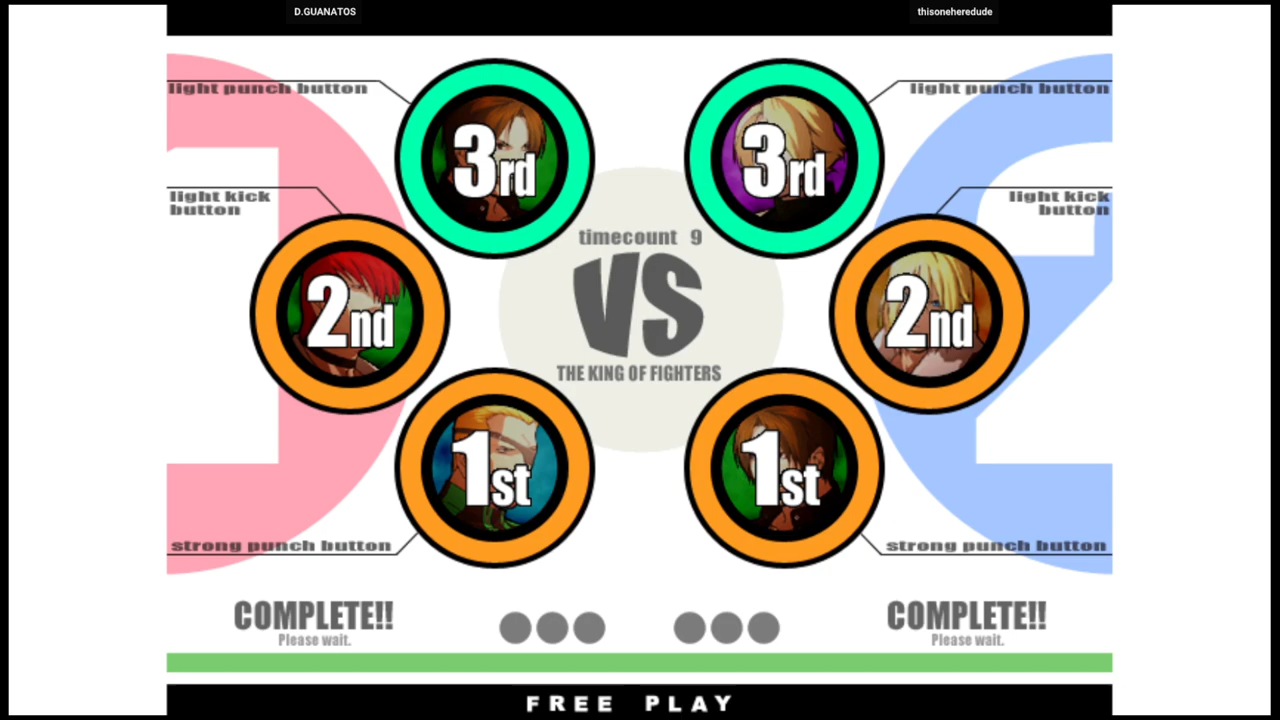 D.GUANATOS
thisoneheredude
light punch button
light punch button
3rd
3rd
light kick
button
light kick
button
timecount 9
VS
THE KING OF FIGHTERS
2nd
2nd
1st
1st
strong punch button
strong punch button
COMPLETE!!
Please wait.
COMPLETE!!
Please wait.
FREE PLAY